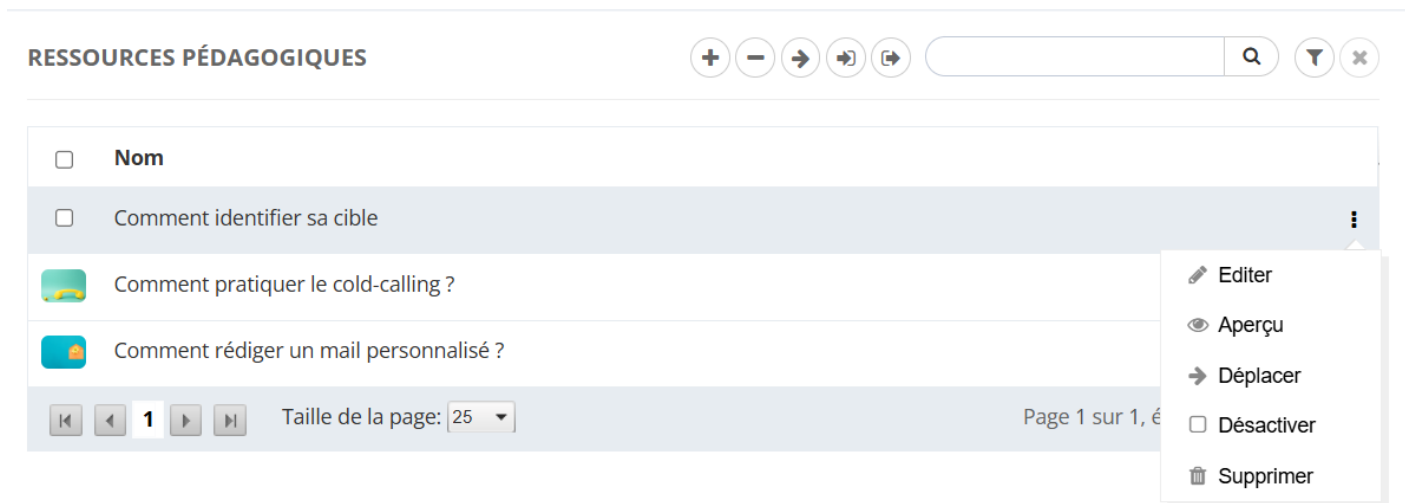 RESSOURCES PÉDAGOGIQUES
Nom
Comment identifier sa cible
Comment pratiquer le cold-calling ?
Comment rédiger un mail personnalisé ?
Editer
Aperçu
Déplacer
Désactiver
Supprimer
1 Taille de la page: 25 Page 1 sur 1, é